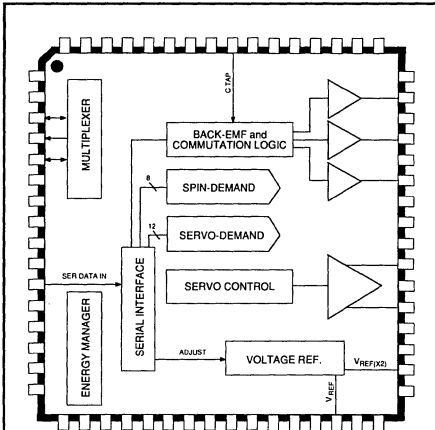 C TAP
MULTIPLEXER
BACK-EMF and
COMMUTATION LOGIC
8
SPIN-DEMAND
12
SERVO-DEMAND
SER DATA IN
SERIAL INTERFACE
SERVO CONTROL
ENERGY MANAGER
ADJUST
VOLTAGE REF.
VREF(X2)
VREF